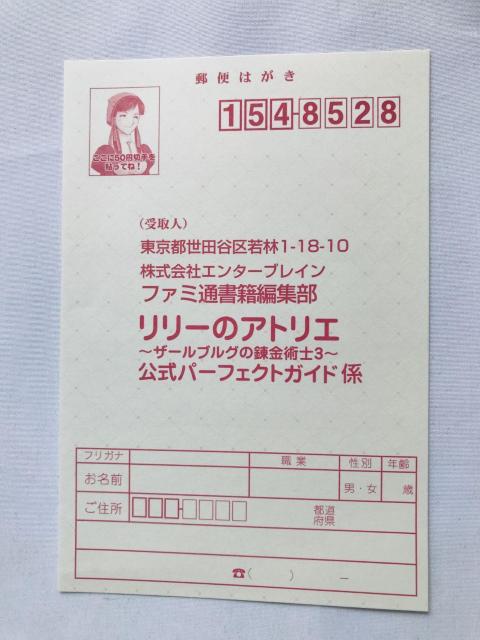 郵便はがき
154-8528
ここに50円切手を
貼ってね！
（受取人）
東京都世田谷区若林1-18-10
株式会社エンターブレイン
ファミ通書籍編集部
リリーのアトリエ
〜ザールブルグの錬金術士3〜
公式パーフェクトガイド係
フリガナ 職業 性別 年齢
お名前 男・女 歳
ご住所 都道
府県
☎( ) −